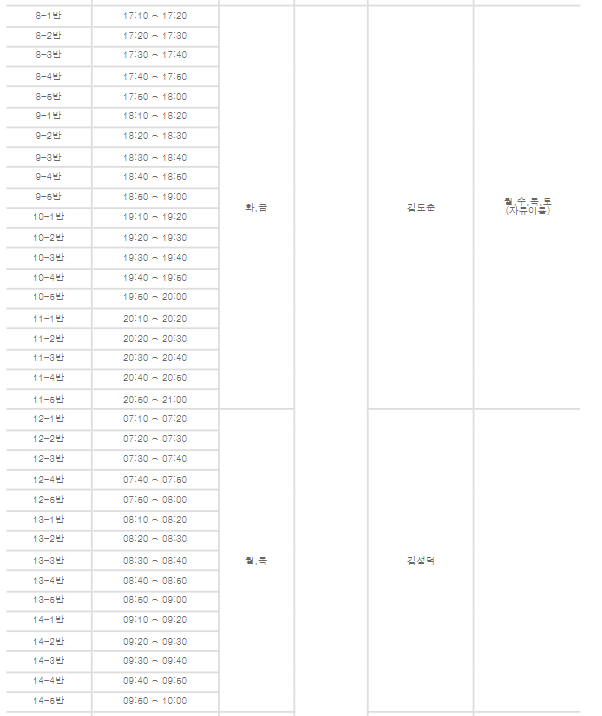 8-1반 17:10 ~ 17:20
8-2반 17:20 ~ 17:30
8-3반 17:30 ~ 17:40
8-4반 17:40 ~ 17:50
8-5반 17:50 ~ 18:00
9-1반 18:10 ~ 18:20
9-2반 18:20 ~ 18:30
9-3반 18:30 ~ 18:40
9-4반 18:40 ~ 18:50
9-5반 18:50 ~ 19:00
화,금 김도순 월,수,목,토
(자유이용)
10-1반 19:10 ~ 19:20
10-2반 19:20 ~ 19:30
10-3반 19:30 ~ 19:40
10-4반 19:40 ~ 19:50
10-5반 19:50 ~ 20:00
11-1반 20:10 ~ 20:20
11-2반 20:20 ~ 20:30
11-3반 20:30 ~ 20:40
11-4반 20:40 ~ 20:50
11-5반 20:50 ~ 21:00
12-1반 07:10 ~ 07:20
12-2반 07:20 ~ 07:30
12-3반 07:30 ~ 07:40
12-4반 07:40 ~ 07:50
12-5반 07:50 ~ 08:00
13-1반 08:10 ~ 08:20
13-2반 08:20 ~ 08:30
13-3반 08:30 ~ 08:40 월,목 김성덕
13-4반 08:40 ~ 08:50
13-5반 08:50 ~ 09:00
14-1반 09:10 ~ 09:20
14-2반 09:20 ~ 09:30
14-3반 09:30 ~ 09:40
14-4반 09:40 ~ 09:50
14-5반 09:50 ~ 10:00